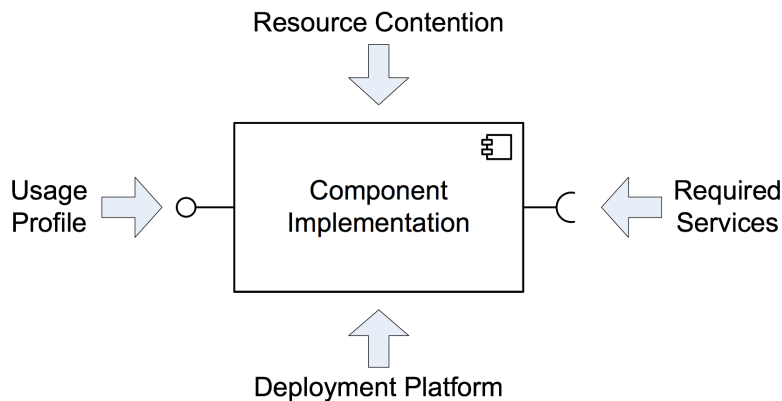 Resource Contention
Usage
Profile
Component
Implementation
Required
Services
Deployment Platform